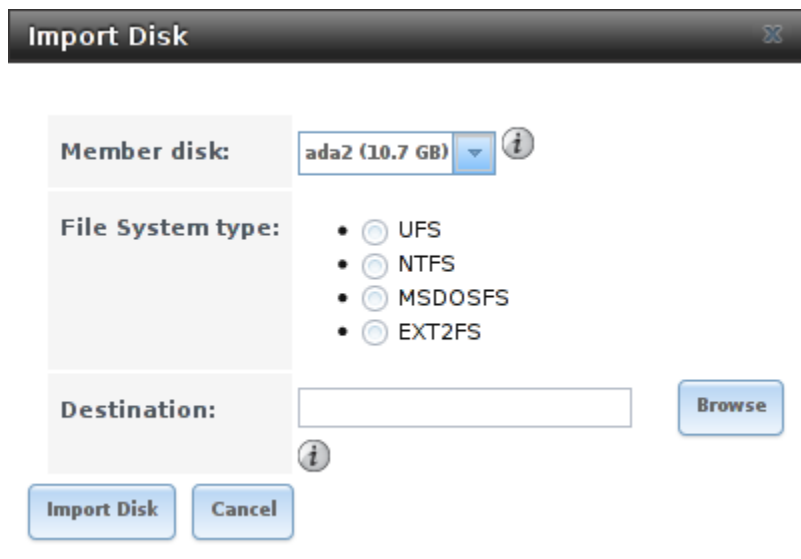 Import Disk
Member disk: ada2 (10.7 GB)
File System type:
UFS
NTFS
MSDOSFS
EXT2FS
Destination:
Browse
Import Disk
Cancel